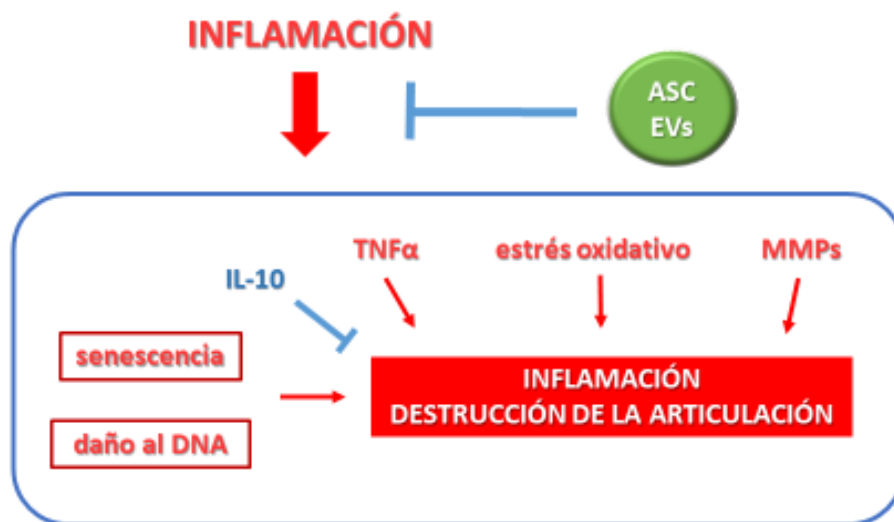 INFLAMACIÓN
ASC
EVs
TNFα
estrés oxidativo
MMPs
IL-10
senescencia
INFLAMACIÓN
DESTRUCCIÓN DE LA ARTICULACIÓN
daño al DNA